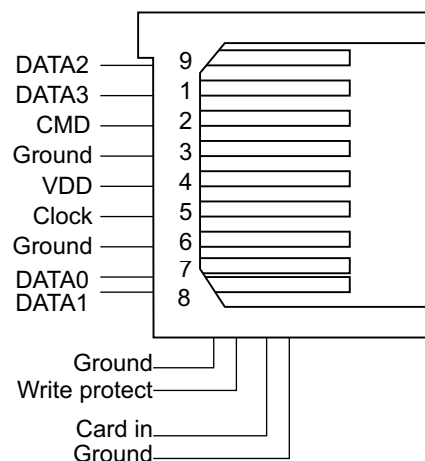 DATA2 9
DATA3 1
CMD 2
Ground 3
VDD 4
Clock 5
Ground 6
DATA0 7
DATA1 8
Ground
Write protect
Card in
Ground